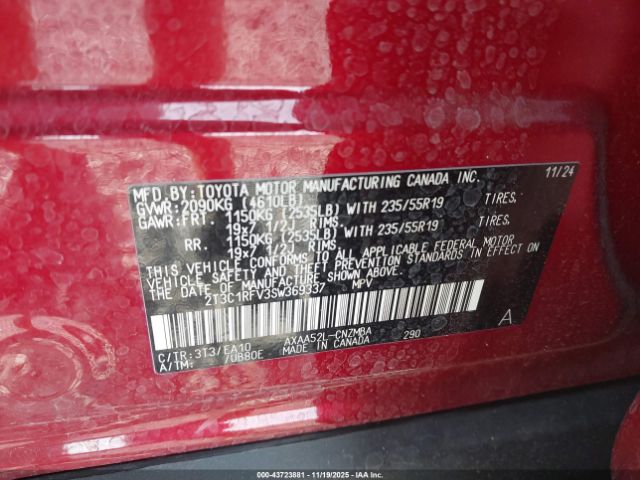 MFD.BY:TOYOTA MOTOR MANUFACTURING CANADA INC. 11/24
GVWR:2090KG (4610LB)
GAWR:FRT. 1150KG (2535LB) WITH 235/55R19 TIRES,
19x7 1/2J RIMS
RR. 1150KG (2535LB) WITH 235/55R19 TIRES,
19x7 1/2J RIMS
THIS VEHICLE CONFORMS TO ALL APPLICABLE FEDERAL MOTOR
VEHICLE SAFETY AND THEFT PREVENTION STANDARDS IN EFFECT ON
THE DATE OF MANUFACTURE SHOWN ABOVE.
2T3C1RFV3SW369337 MPV
A
C/TR:3T3/EA10 AXAA52L-CNZMBA 290
A/TM: /UB80E MADE IN CANADA
000-43723881 - 11/19/2025 - IAAI.COM